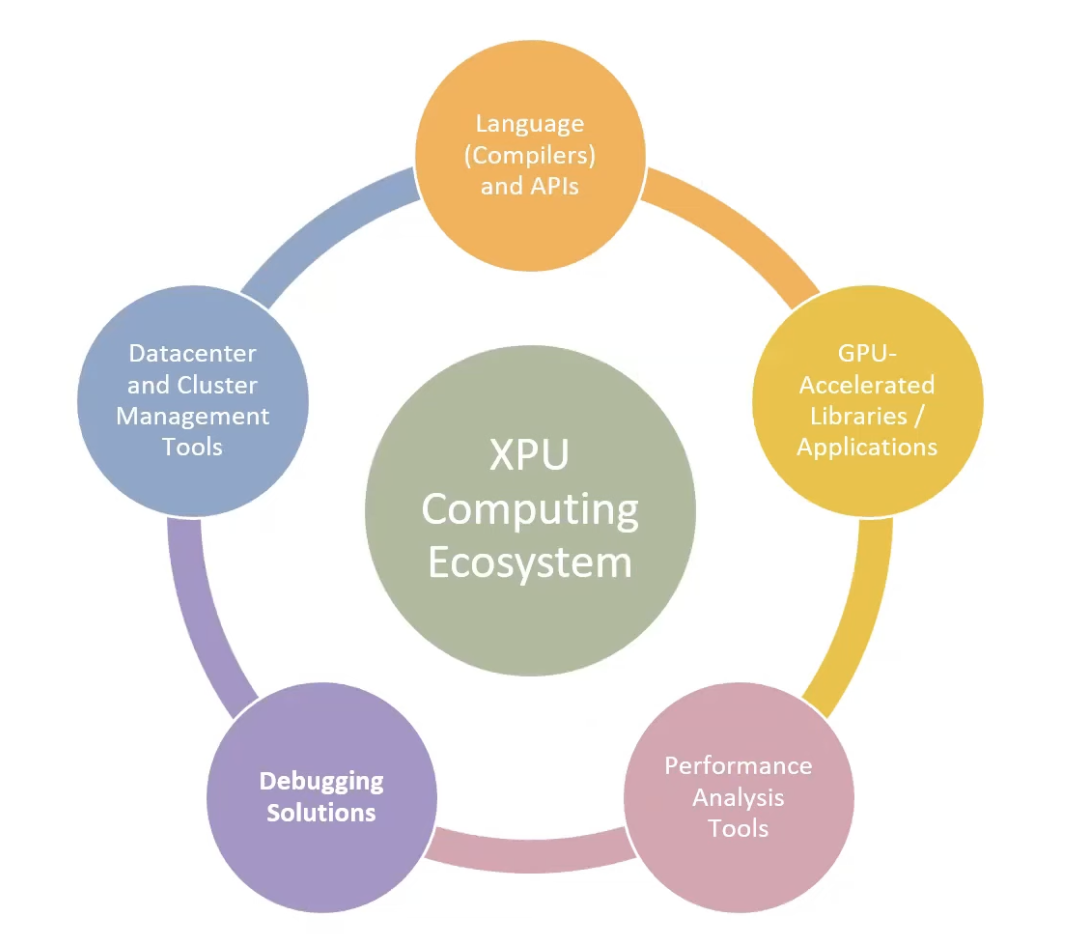 Language
(Compilers)
and APIs
GPU-
Accelerated
Libraries /
Applications
Performance
Analysis
Tools
Debugging
Solutions
Datacenter
and Cluster
Management
Tools
XPU
Computing
Ecosystem